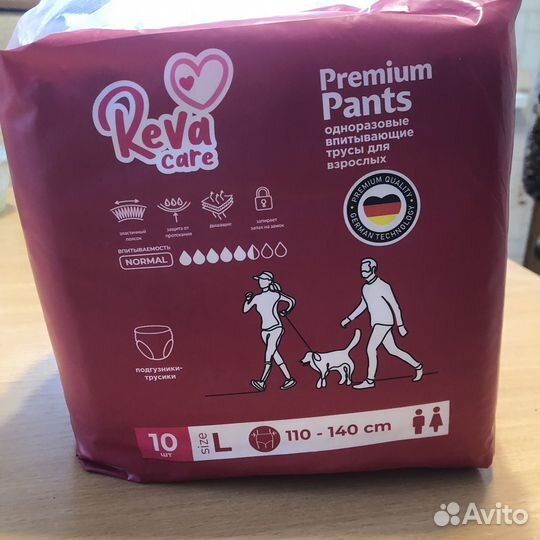 Reva
care
Premium
Pants
одноразовые
впитывающие
трусы для
взрослых
PREMIUM QUALITY
GERMAN TECHNOLOGY
эластичный
поясок
защита от
протекания
дышащие
запирает
запах на замок
ВПИТЫВАЕМОСТЬ
NORMAL
подгузники-
трусики
10
шт
size
L
110 - 140 cm
Avito